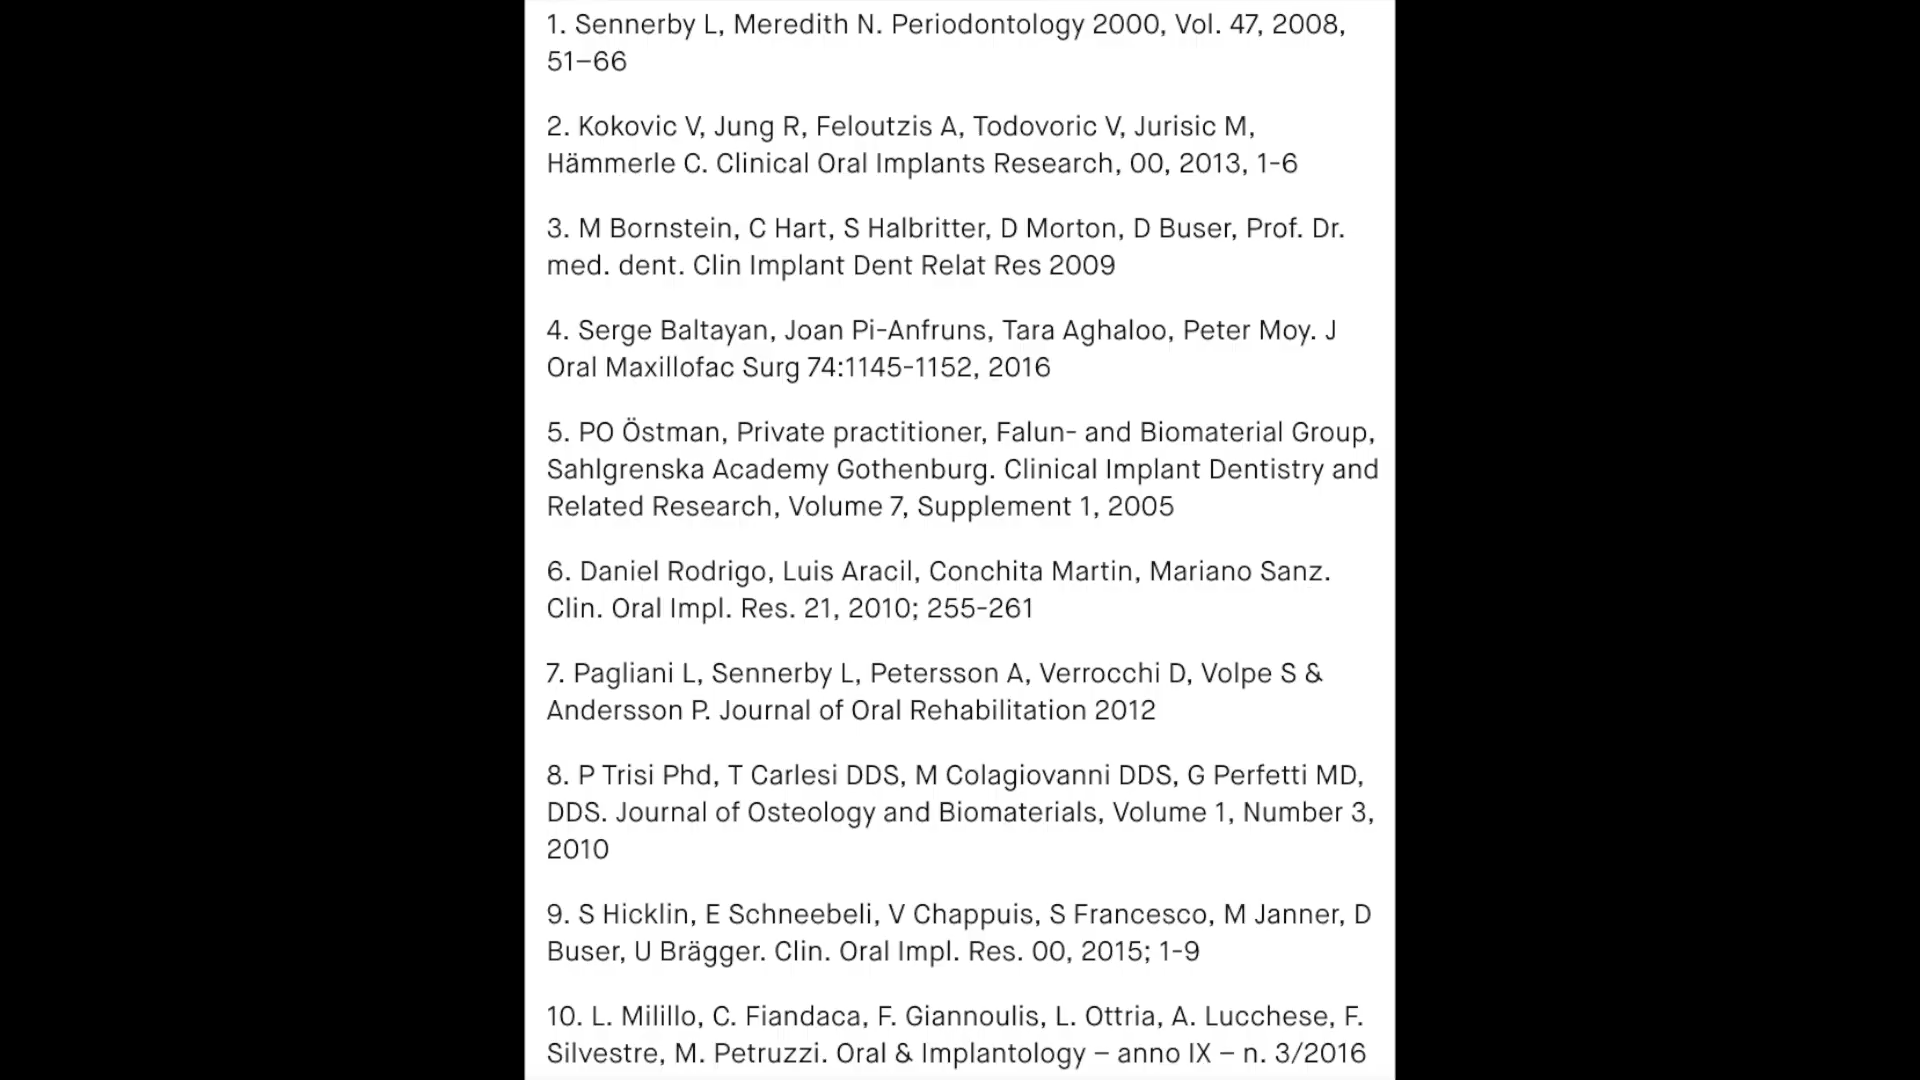 1. Sennerby L, Meredith N. Periodontology 2000, Vol. 47, 2008,
51–66
2. Kokovic V, Jung R, Feloutzis A, Todovoric V, Jurisic M,
Hämmerle C. Clinical Oral Implants Research, 00, 2013, 1-6
3. M Bornstein, C Hart, S Halbritter, D Morton, D Buser, Prof. Dr.
med. dent. Clin Implant Dent Relat Res 2009
4. Serge Baltayan, Joan Pi-Anfruns, Tara Aghaloo, Peter Moy. J
Oral Maxillofac Surg 74:1145-1152, 2016
5. PO Östman, Private practitioner, Falun- and Biomaterial Group,
Sahlgrenska Academy Gothenburg. Clinical Implant Dentistry and
Related Research, Volume 7, Supplement 1, 2005
6. Daniel Rodrigo, Luis Aracil, Conchita Martin, Mariano Sanz.
Clin. Oral Impl. Res. 21, 2010; 255-261
7. Pagliani L, Sennerby L, Petersson A, Verrocchi D, Volpe S &
Andersson P. Journal of Oral Rehabilitation 2012
8. P Trisi Phd, T Carlesi DDS, M Colagiovanni DDS, G Perfetti MD,
DDS. Journal of Osteology and Biomaterials, Volume 1, Number 3,
2010
9. S Hicklin, E Schneebeli, V Chappuis, S Francesco, M Janner, D
Buser, U Brägger. Clin. Oral Impl. Res. 00, 2015; 1-9
10. L. Milillo, C. Fiandaca, F. Giannoulis, L. Ottria, A. Lucchese, F.
Silvestre, M. Petruzzi. Oral & Implantology – anno IX – n. 3/2016